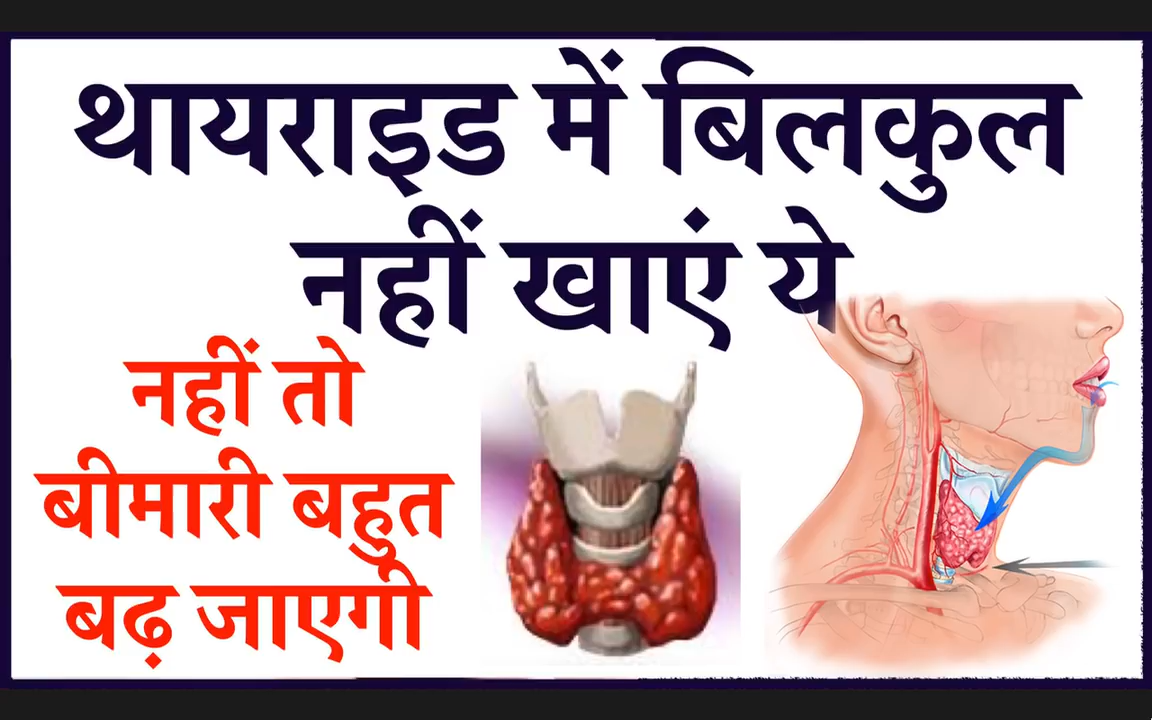 थायराइड में बिलकुल
नहीं खाएं ये
नहीं तो
बीमारी बहुत
बढ़ जाएगी